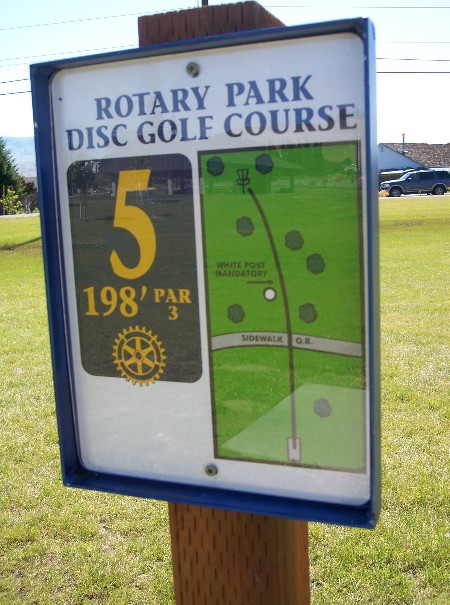 ROTARY PARK
DISC GOLF COURSE
5
198' PAR 3
WHITE POST
MANDATORY
SIDEWALK O.B.